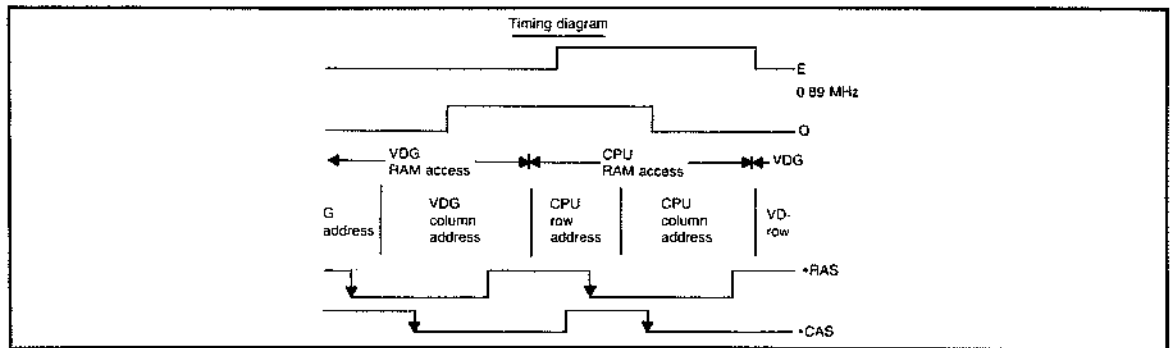 Timing diagram
E
0.89 MHz
Q
VDG
RAM access
CPU
RAM access
VDG
G
address
VDG
column
address
CPU
row
address
CPU
column
address
VD-
row
*RAS
*CAS